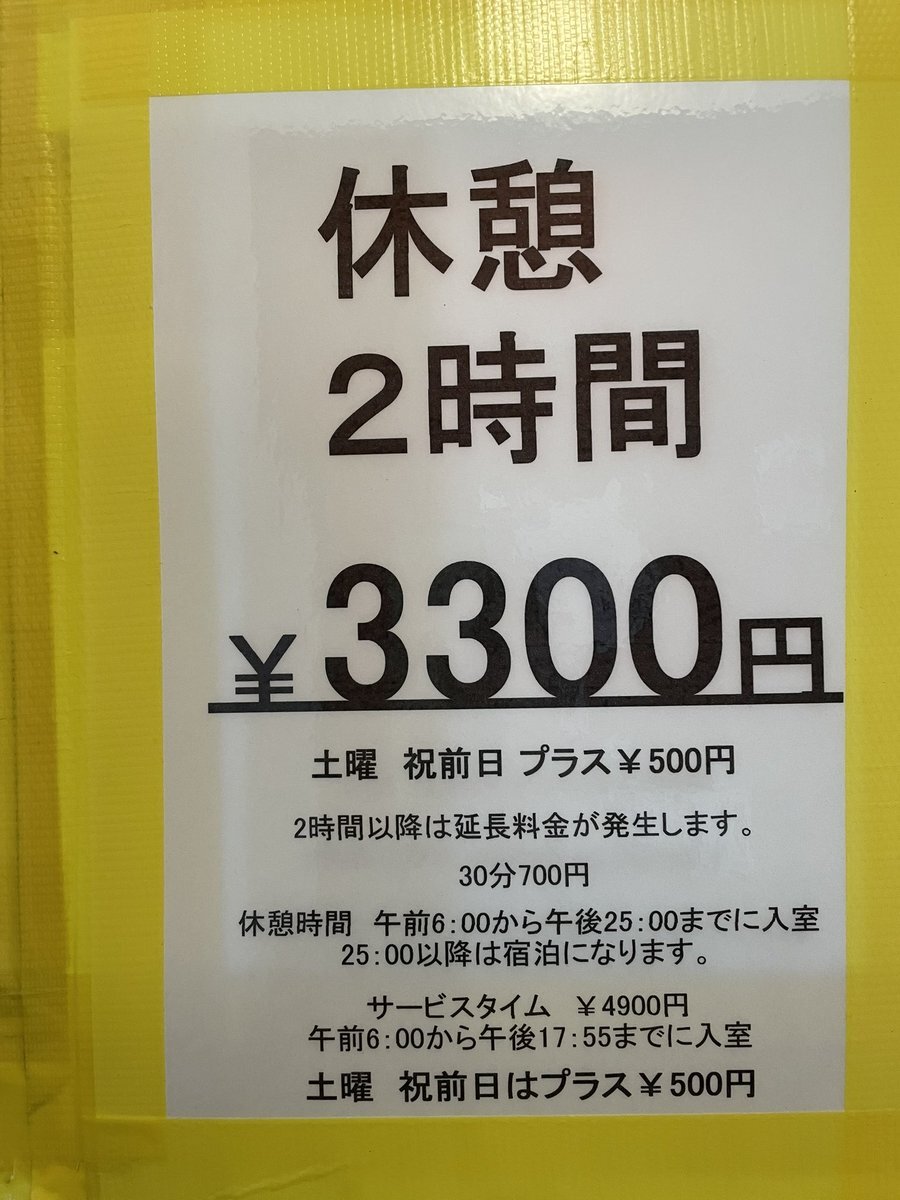 休憩
2時間
¥3300円
土曜 祝前日 プラス¥500円
2時間以降は延長料金が発生します。
30分700円
休憩時間 午前6:00から午後25:00までに入室
25:00以降は宿泊になります。
サービスタイム ¥4900円
午前6:00から午後17:55までに入室
土曜 祝前日はプラス¥500円